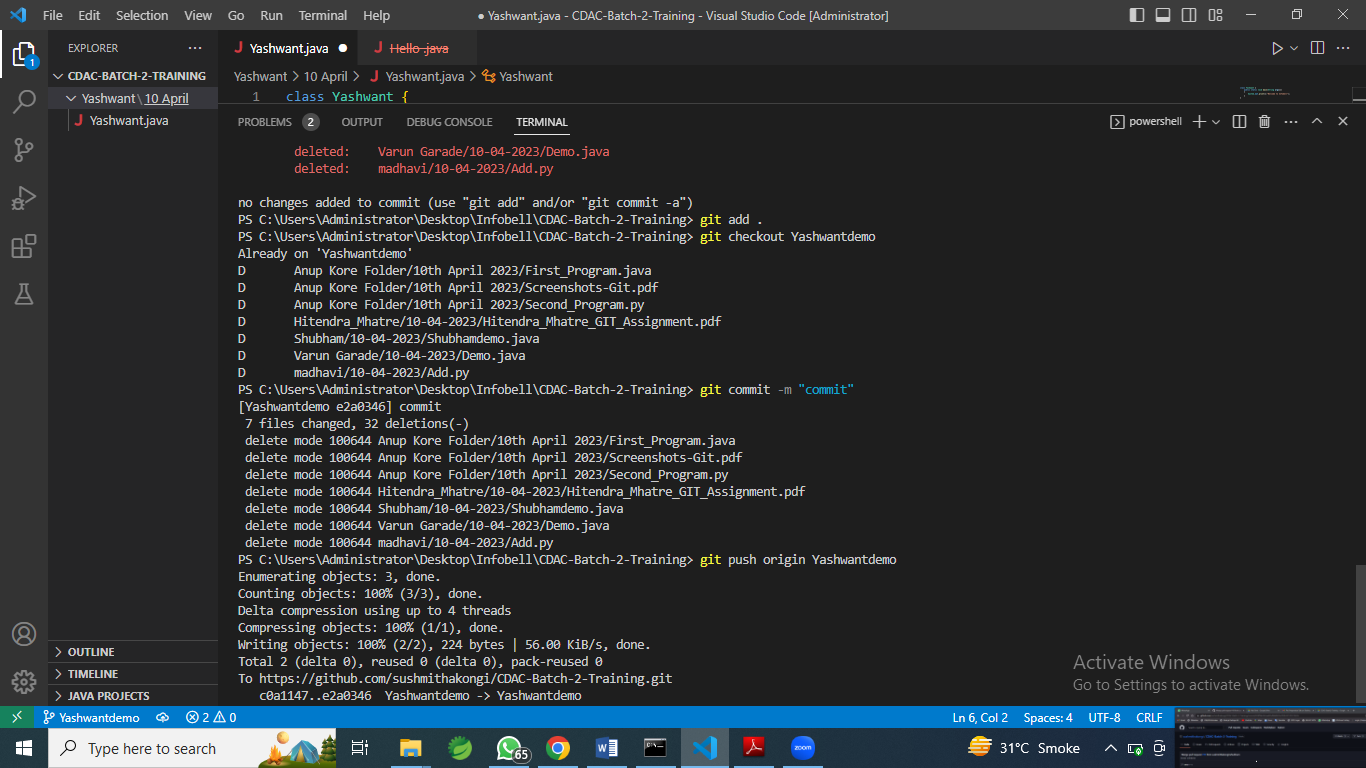 File Edit Selection View Go Run Terminal Help
● Yashwant.java - CDAC-Batch-2-Training - Visual Studio Code [Administrator]
EXPLORER
Yashwant.java
Hello .java
CDAC-BATCH-2-TRAINING
Yashwant > 10 April > Yashwant.java > Yashwant
Yashwant \ 10 April
1 class Yashwant {
Yashwant.java
PROBLEMS 2 OUTPUT DEBUG CONSOLE TERMINAL
powershell
deleted: Varun Garade/10-04-2023/Demo.java
deleted: madhavi/10-04-2023/Add.py
no changes added to commit (use "git add" and/or "git commit -a")
PS C:\Users\Administrator\Desktop\Infobell\CDAC-Batch-2-Training> git add .
PS C:\Users\Administrator\Desktop\Infobell\CDAC-Batch-2-Training> git checkout Yashwantdemo
Already on 'Yashwantdemo'
D Anup Kore Folder/10th April 2023/First_Program.java
D Anup Kore Folder/10th April 2023/Screenshots-Git.pdf
D Anup Kore Folder/10th April 2023/Second_Program.py
D Hitendra_Mhatre/10-04-2023/Hitendra_Mhatre_GIT_Assignment.pdf
D Shubham/10-04-2023/Shubhamdemo.java
D Varun Garade/10-04-2023/Demo.java
D madhavi/10-04-2023/Add.py
PS C:\Users\Administrator\Desktop\Infobell\CDAC-Batch-2-Training> git commit -m "commit"
[Yashwantdemo e2a0346] commit
7 files changed, 32 deletions(-)
delete mode 100644 Anup Kore Folder/10th April 2023/First_Program.java
delete mode 100644 Anup Kore Folder/10th April 2023/Screenshots-Git.pdf
delete mode 100644 Anup Kore Folder/10th April 2023/Second_Program.py
delete mode 100644 Hitendra_Mhatre/10-04-2023/Hitendra_Mhatre_GIT_Assignment.pdf
delete mode 100644 Shubham/10-04-2023/Shubhamdemo.java
delete mode 100644 Varun Garade/10-04-2023/Demo.java
delete mode 100644 madhavi/10-04-2023/Add.py
PS C:\Users\Administrator\Desktop\Infobell\CDAC-Batch-2-Training> git push origin Yashwantdemo
Enumerating objects: 3, done.
Counting objects: 100% (3/3), done.
Delta compression using up to 4 threads
Compressing objects: 100% (1/1), done.
Writing objects: 100% (2/2), 224 bytes | 56.00 KiB/s, done.
Total 2 (delta 0), reused 0 (delta 0), pack-reused 0
To https://github.com/sushmithakongi/CDAC-Batch-2-Training.git
c0a1147..e2a0346 Yashwantdemo -> Yashwantdemo
1
OUTLINE
TIMELINE
JAVA PROJECTS
Activate Windows
Go to Settings to activate Windows.
Yashwantdemo 2 0 Ln 6, Col 2 Spaces: 4 UTF-8 CRLF
Type here to search
65
zoom
31°C Smoke